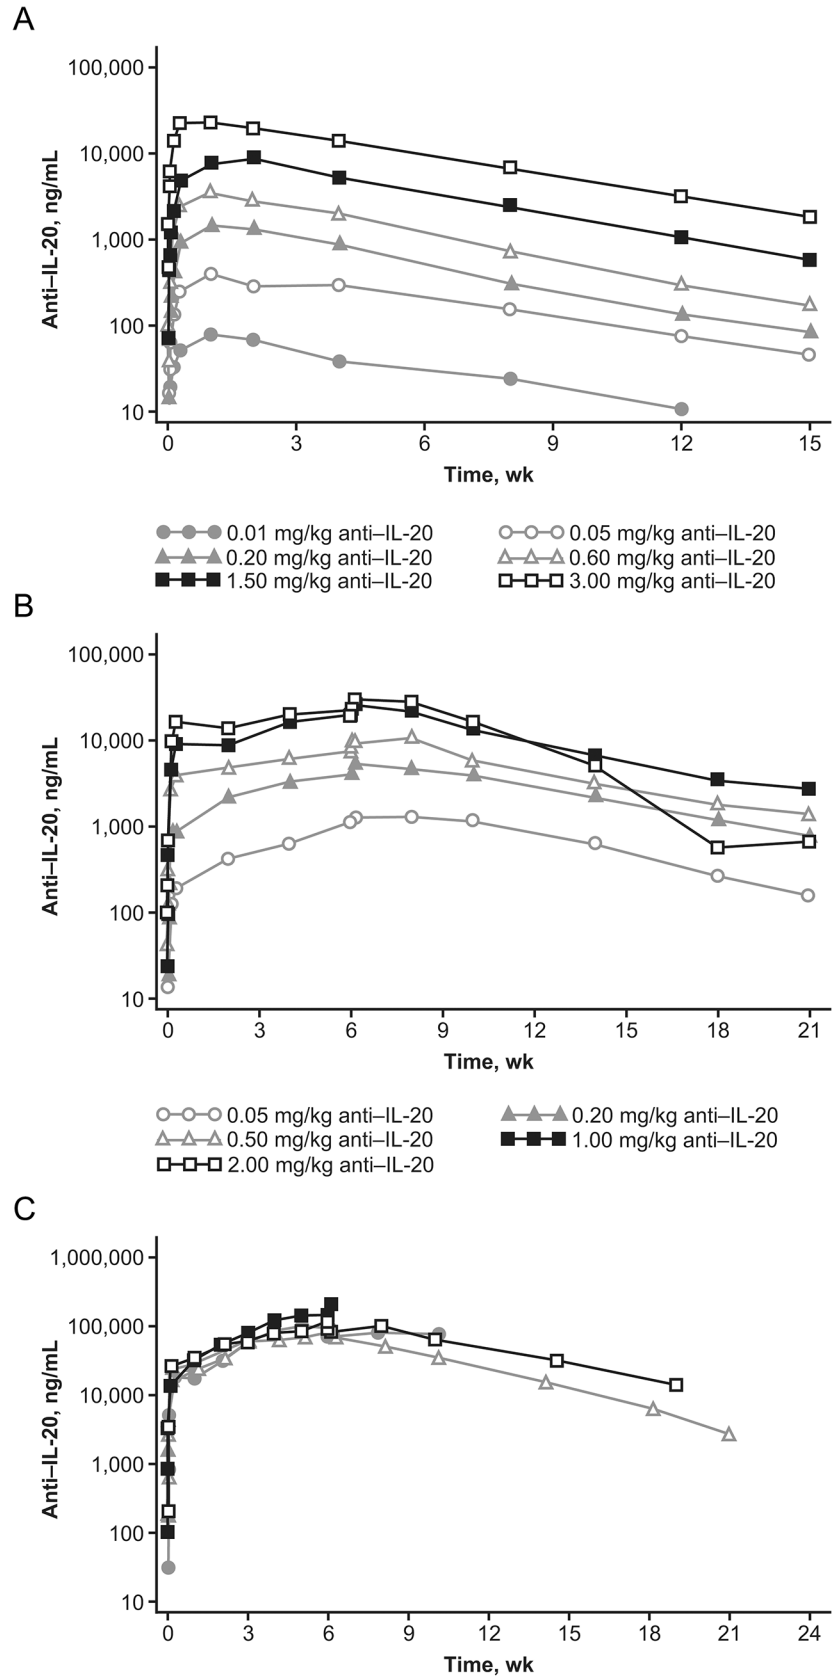 A
100,000
10,000
1,000
100
10
Anti–IL-20, ng/mL
0 3 6 9 12 15
Time, wk
0.01 mg/kg anti–IL-20 0.05 mg/kg anti–IL-20
0.20 mg/kg anti–IL-20 0.60 mg/kg anti–IL-20
1.50 mg/kg anti–IL-20 3.00 mg/kg anti–IL-20
B
100,000
10,000
1,000
100
10
Anti–IL-20, ng/mL
0 3 6 9 12 15 18 21
Time, wk
0.05 mg/kg anti–IL-20 0.20 mg/kg anti–IL-20
0.50 mg/kg anti–IL-20 1.00 mg/kg anti–IL-20
2.00 mg/kg anti–IL-20
C
1,000,000
100,000
10,000
1,000
100
10
Anti–IL-20, ng/mL
0 3 6 9 12 15 18 21 24
Time, wk